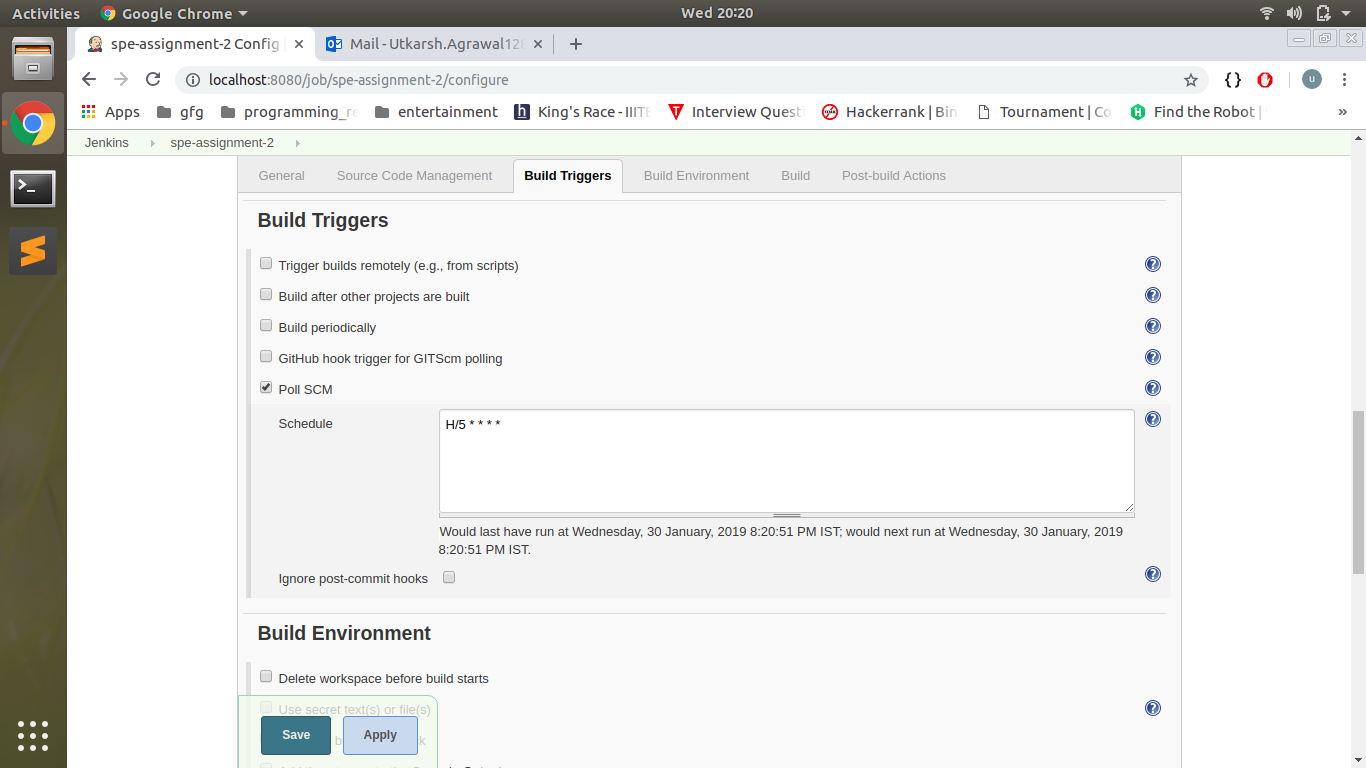 Activities Google Chrome Wed 20:20
spe-assignment-2 Config Mail - Utkarsh.Agrawal128
localhost:8080/job/spe-assignment-2/configure u
Apps gfg programming_re entertainment King's Race - IIITB Interview Questi Hackerrank | Bin Tournament | Co Find the Robot | »
Jenkins spe-assignment-2
General Source Code Management Build Triggers Build Environment Build Post-build Actions
Build Triggers
Trigger builds remotely (e.g., from scripts)
Build after other projects are built
Build periodically
GitHub hook trigger for GITScm polling
Poll SCM
Schedule H/5 * * * *
Would last have run at Wednesday, 30 January, 2019 8:20:51 PM IST; would next run at Wednesday, 30 January, 2019
8:20:51 PM IST.
Ignore post-commit hooks
Build Environment
Delete workspace before build starts
Use secret text(s) or file(s)
Save Apply